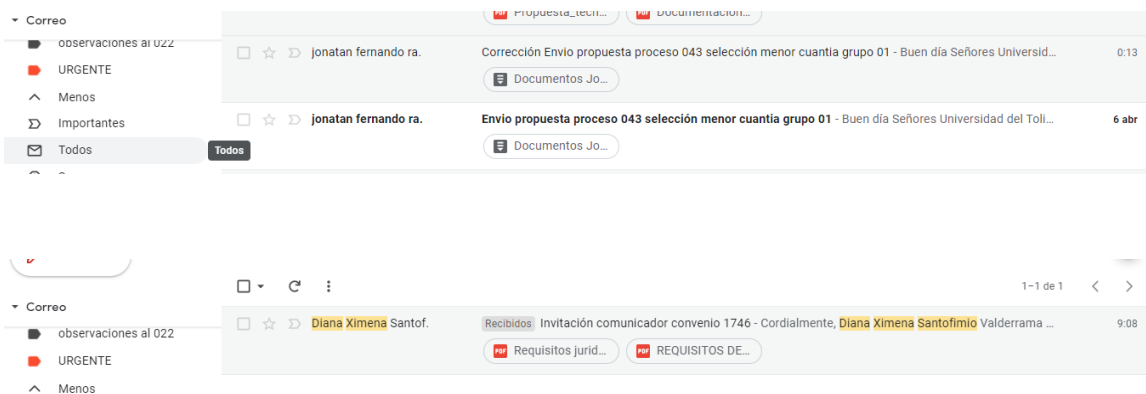 Correo
Propuesta_tech...
Documentación...
observaciones al 022
jonatan fernando ra.
Corrección Envio propuesta proceso 043 selección menor cuantia grupo 01 - Buen día Señores Universid...
0:13
URGENTE
Documentos Jo...
Menos
Importantes
jonatan fernando ra.
Envio propuesta proceso 043 selección menor cuantia grupo 01 - Buen día Señores Universidad del Toli...
6 abr
Todos
Todos
Documentos Jo...
1-1 de 1
Correo
Diana Ximena Santof.
Recibidos Invitación comunicador convenio 1746 - Cordialmente, Diana Ximena Santofimio Valderrama ...
9:08
observaciones al 022
PDF Requisitos jurid...
PDF REQUISITOS DE...
URGENTE
Menos